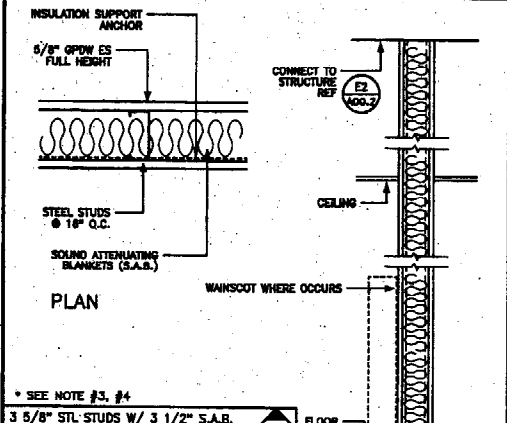 INSULATION SUPPORT
ANCHOR
5/8" GPDW ES
FULL HEIGHT
STEEL STUDS
@ 16" O.C.
SOUND ATTENUATING
BLANKETS (S.A.B.)
PLAN
CONNECT TO
STRUCTURE
REF
E2
A00.2
CEILING
WAINSCOT WHERE OCCURS
* SEE NOTE #3, #4
3 5/8" STL STUDS W/ 3 1/2" S.A.B.
FLOOR